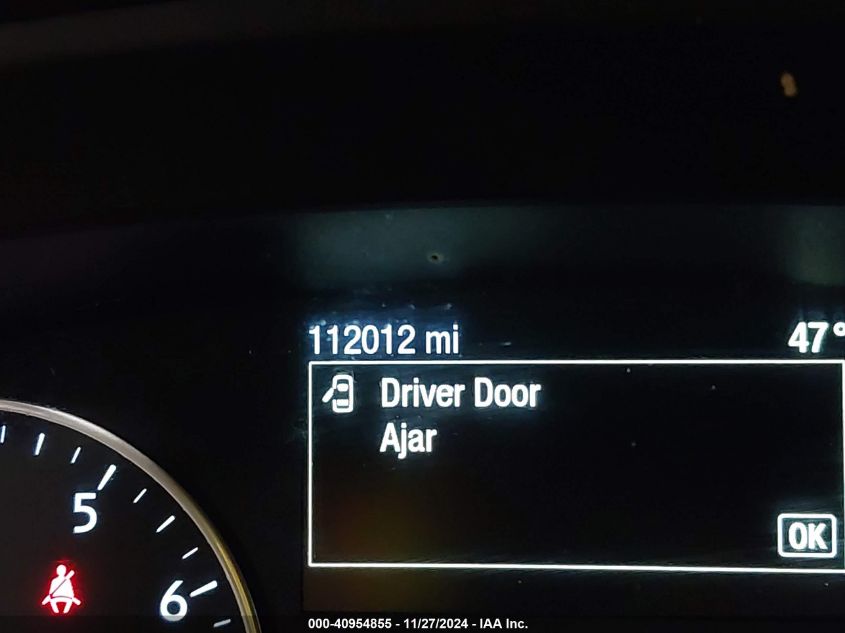 112012 mi 47°
Driver Door
Ajar
OK
5
6
000-40954855 - 11/27/2024 - IAA Inc.